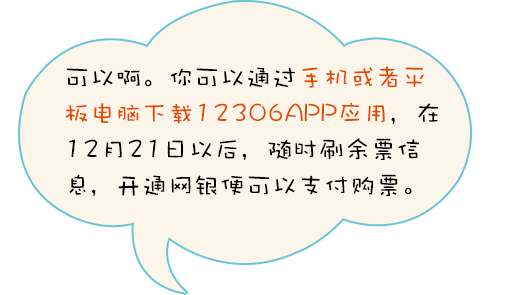 可以啊。你可以通过手机或者平
板电脑下载12306APP应用，在
12月21日以后，随时刷余票信
息，开通网银便可以支付购票。